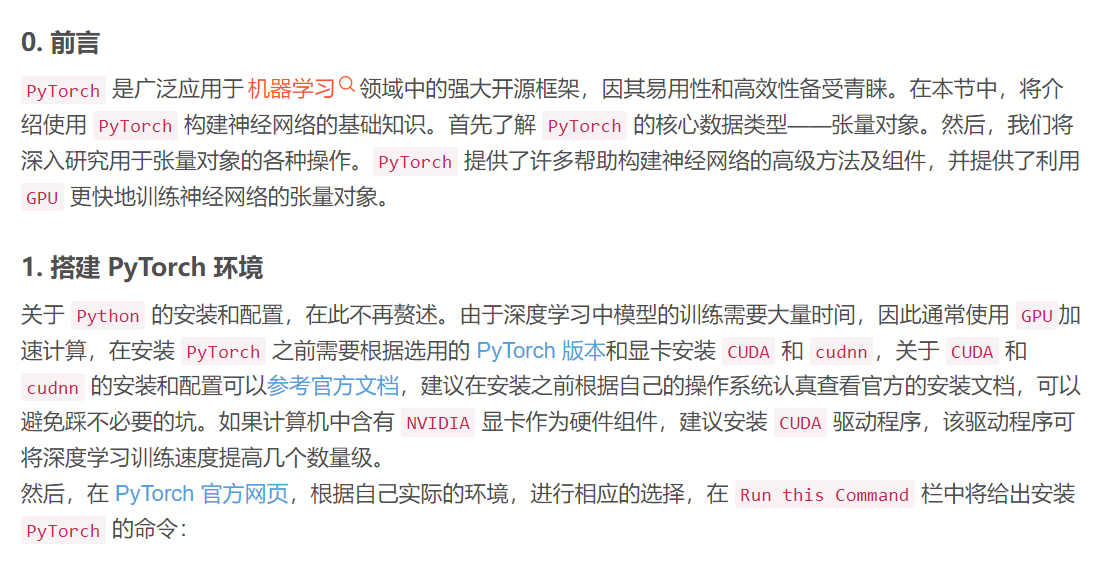 0. 前言
PyTorch 是广泛应用于 机器学习 领域中的强大开源框架，因其易用性和高效性备受青睐。在本节中，将介
绍使用 PyTorch 构建神经网络的基础知识。首先了解 PyTorch 的核心数据类型——张量对象。然后，我们将
深入研究用于张量对象的各种操作。PyTorch 提供了许多帮助构建神经网络的高级方法及组件，并提供了利用
GPU 更快地训练神经网络的张量对象。
1. 搭建 PyTorch 环境
关于 Python 的安装和配置，在此不再赘述。由于深度学习中模型的训练需要大量时间，因此通常使用 GPU 加
速计算，在安装 PyTorch 之前需要根据选用的 PyTorch 版本和显卡安装 CUDA 和 cudnn，关于 CUDA 和
cudnn 的安装和配置可以参考官方文档，建议在安装之前根据自己的操作系统认真查看官方的安装文档，可以
避免踩不必要的坑。如果计算机中含有 NVIDIA 显卡作为硬件组件，建议安装 CUDA 驱动程序，该驱动程序可
将深度学习训练速度提高几个数量级。
然后，在 PyTorch 官方网页，根据自己实际的环境，进行相应的选择，在 Run this Command 栏中将给出安装
PyTorch 的命令：